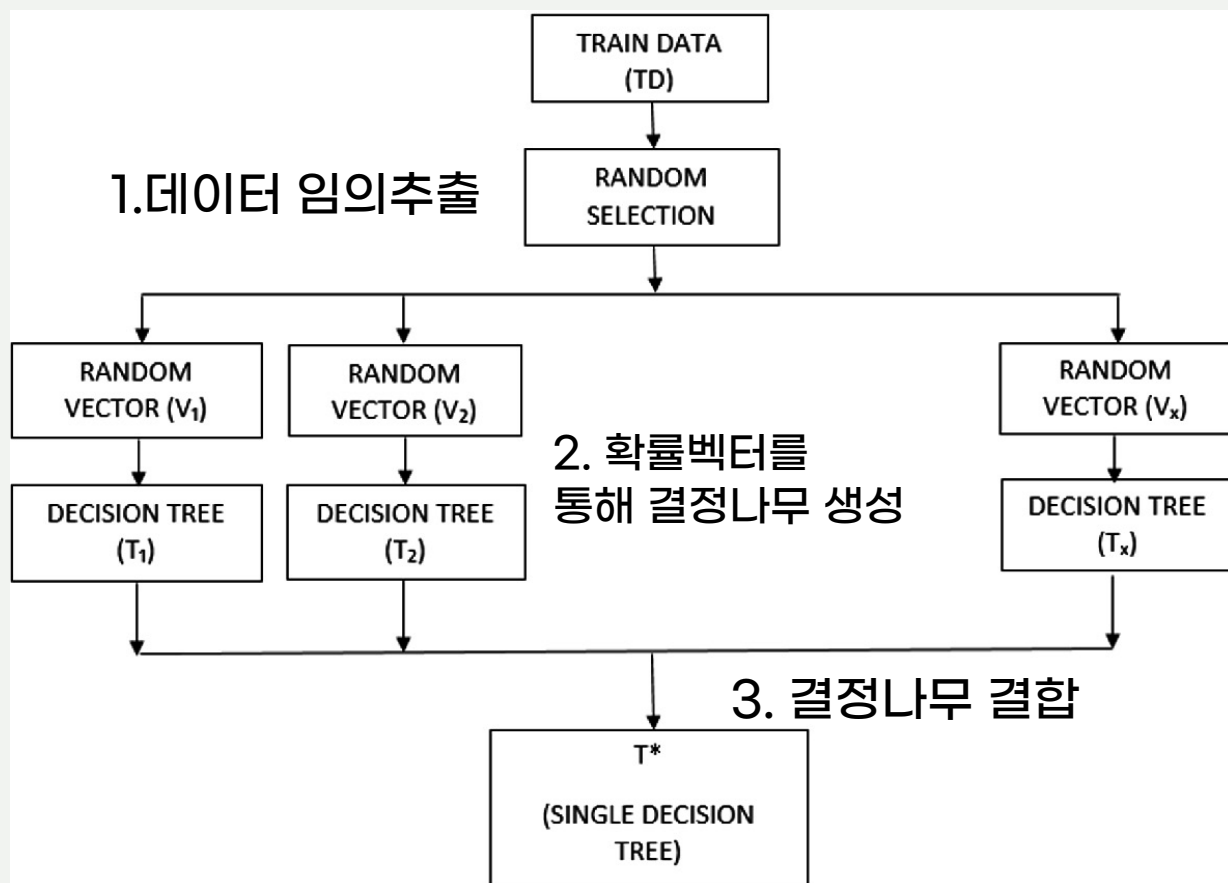 TRAIN DATA
(TD)
1.데이터 임의추출
RANDOM
SELECTION
RANDOM
VECTOR (V₁)
RANDOM
VECTOR (V₂)
RANDOM
VECTOR (Vₓ)
2. 확률벡터를
통해 결정나무 생성
DECISION TREE
(T₁)
DECISION TREE
(T₂)
DECISION TREE
(Tₓ)
3. 결정나무 결합
T*
(SINGLE DECISION
TREE)